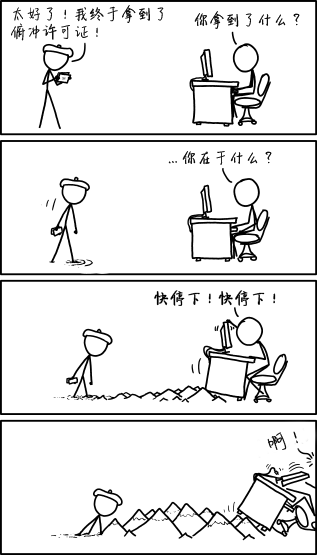 太好了！我终于拿到了
俯冲许可证！
你拿到了什么？
…你在干什么？
快停下！快停下！
啊！